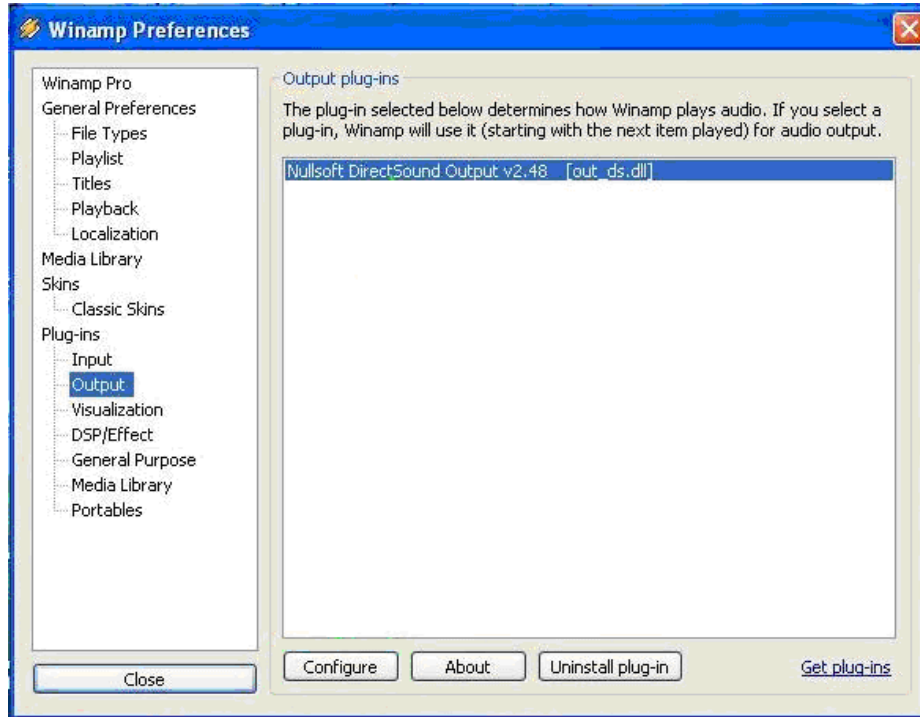 Winamp Preferences
Winamp Pro
General Preferences
File Types
Playlist
Titles
Playback
Localization
Media Library
Skins
Classic Skins
Plug-ins
Input
Output
Visualization
DSP/Effect
General Purpose
Media Library
Portables
Close
Output plug-ins
The plug-in selected below determines how Winamp plays audio. If you select a
plug-in, Winamp will use it (starting with the next item played) for audio output.
Nullsoft DirectSound Output v2.48 [out_ds.dll]
Configure
About
Uninstall plug-in
Get plug-ins